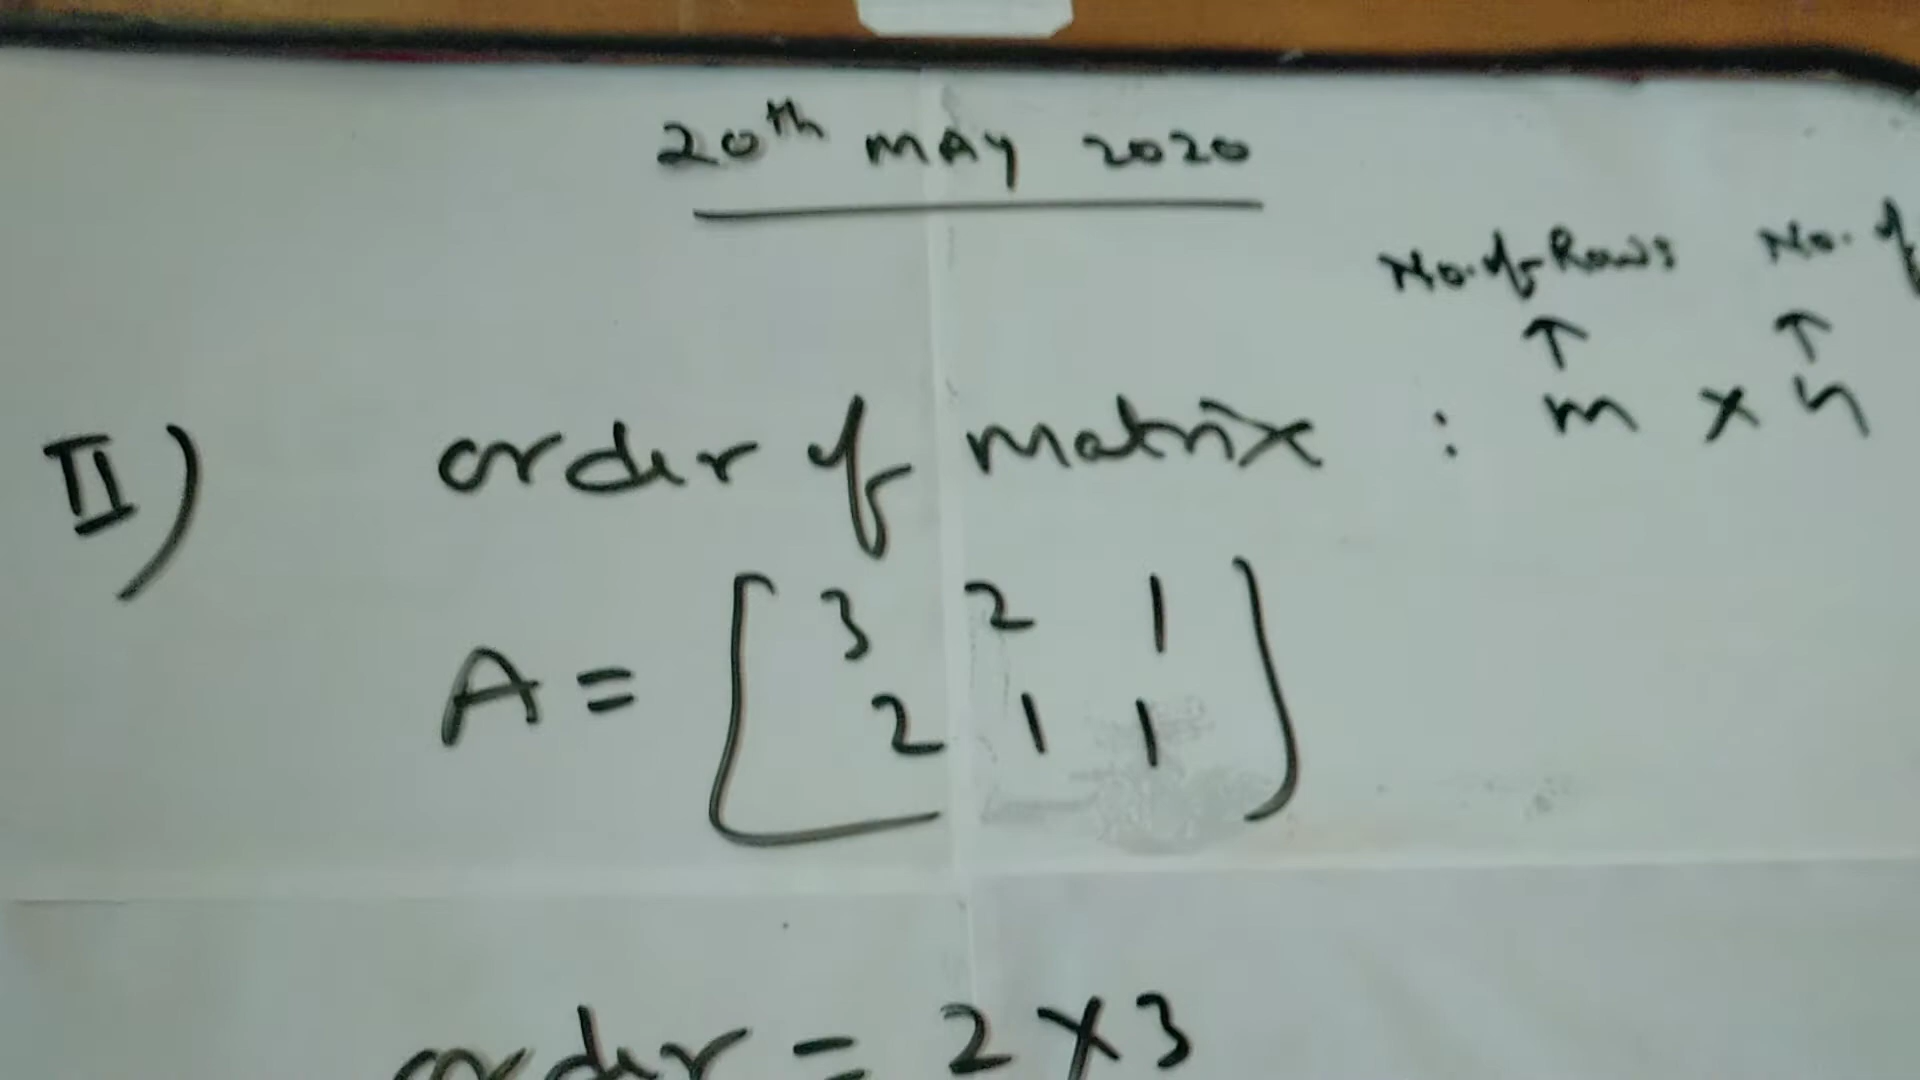 20th MAY 2020
No. of Rows No. of
↑ ↑
II) order of matrix : m x n
A = [ 3 2 1
2 1 1 ]
order = 2 X 3